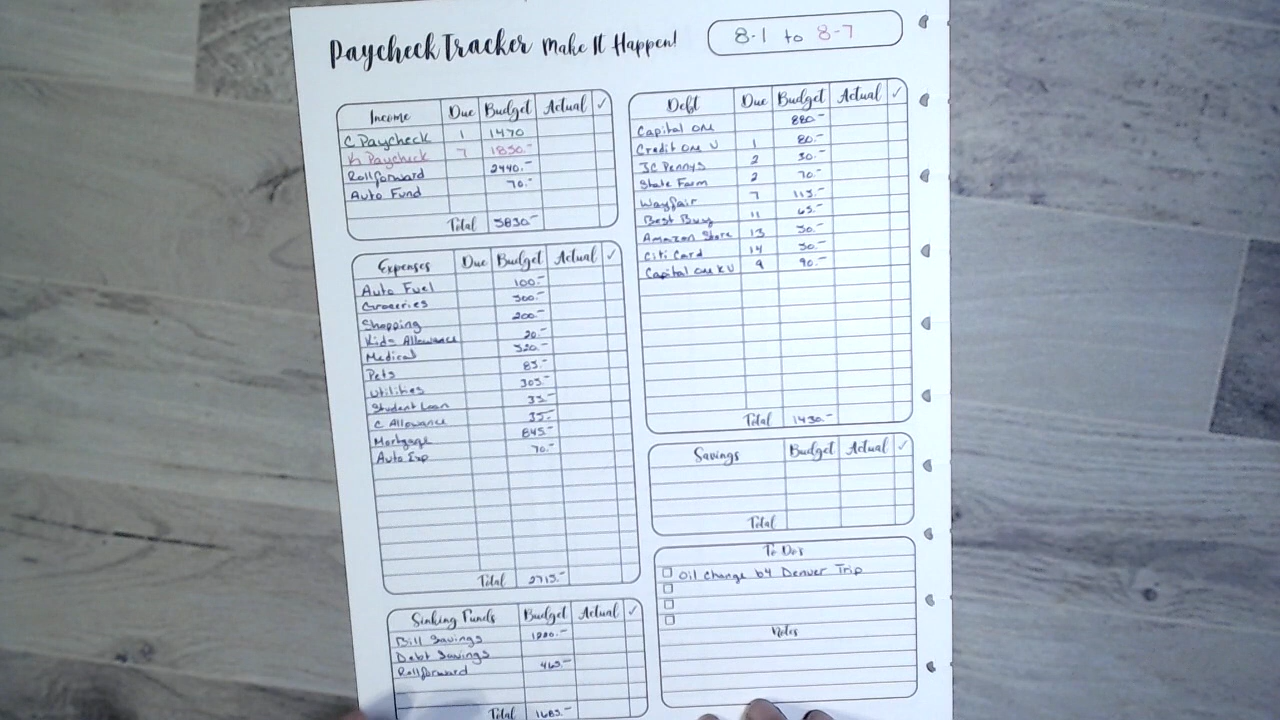 Paycheck Tracker Make It Happen!
8-1 to 8-7
Income Due Budget Actual ✓
C Paycheck 1 1470
K Paycheck 7 1850.-
Rollforward 2440.-
Auto Fund 70.-
Total 5830.-
Expenses Due Budget Actual ✓
Auto Fuel 100.-
Groceries 500.-
Shopping 200.-
Kids Allowance 20.-
Medical 520.-
Pets 85.-
Utilities 305.-
Student Loan 35.-
C Allowance 35.-
Mortgage 845.-
Auto Exp 70.-
Total 2715.-
Sinking Funds Budget Actual ✓
Bill Savings 1200.-
Debt Savings
Rollforward 465.-
Total 1665.-
Debt Due Budget Actual ✓
Capital One 880.-
Credit One V 1 80.-
JC Pennys 2 50.-
State Farm 2 70.-
Wayfair 7 115.-
Best Buy 11 65.-
Amazon Store 13 50.-
Citi Card 14 50.-
Capital One KV 9 90.-
Total 1450.-
Savings Budget Actual ✓
Total
To Do's
Oil Change b4 Denver Trip
Notes